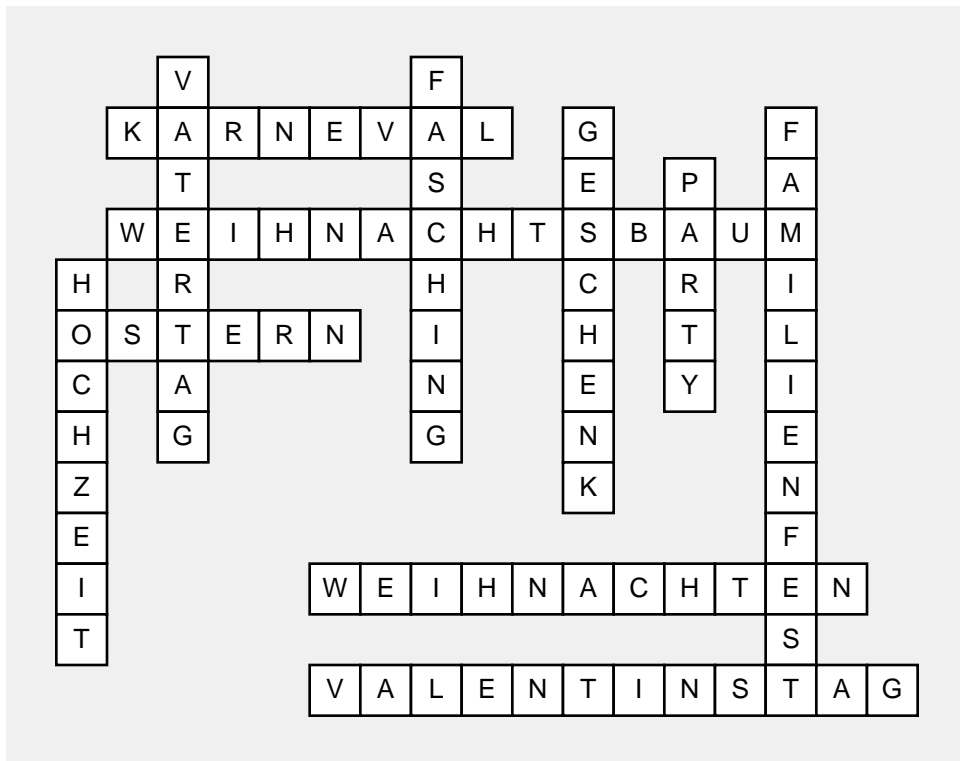 VATERTAG
FASCHING
KARNEVAL
GESCHENK
FAMILIENFEST
PARTY
WEIHNACHTSBAUM
HOCHZEIT
OSTERN
WEIHNACHTEN
VALENTINSTAG